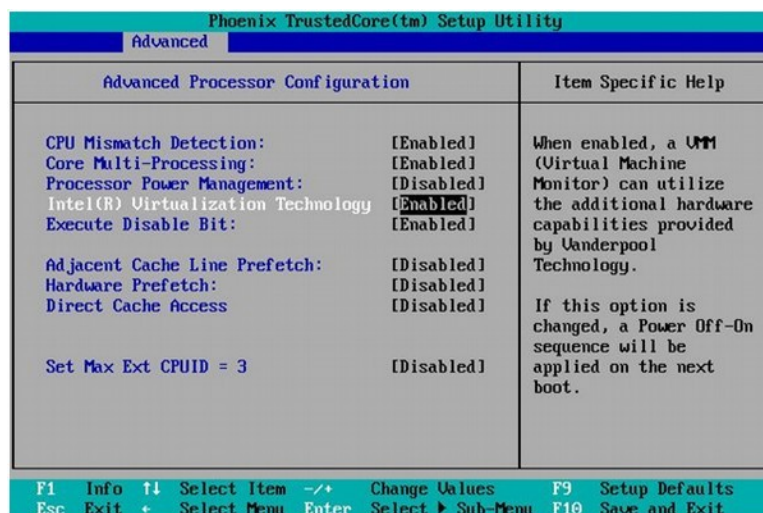 Phoenix TrustedCore(tm) Setup Utility
Advanced
Advanced Processor Configuration
Item Specific Help
CPU Mismatch Detection: [Enabled]
Core Multi-Processing: [Enabled]
Processor Power Management: [Disabled]
Intel(R) Virtualization Technology [Enabled]
Execute Disable Bit: [Enabled]
Adjacent Cache Line Prefetch: [Disabled]
Hardware Prefetch: [Disabled]
Direct Cache Access [Disabled]
Set Max Ext CPUID = 3 [Disabled]
When enabled, a VMM
(Virtual Machine
Monitor) can utilize
the additional hardware
capabilities provided
by Vanderpool
Technology.
If this option is
changed, a Power Off-On
sequence will be
applied on the next
boot.
F1 Info ↑↓ Select Item -/+ Change Values F9 Setup Defaults
Esc Exit ← Select Menu Enter Select ▶ Sub-Menu F10 Save and Exit